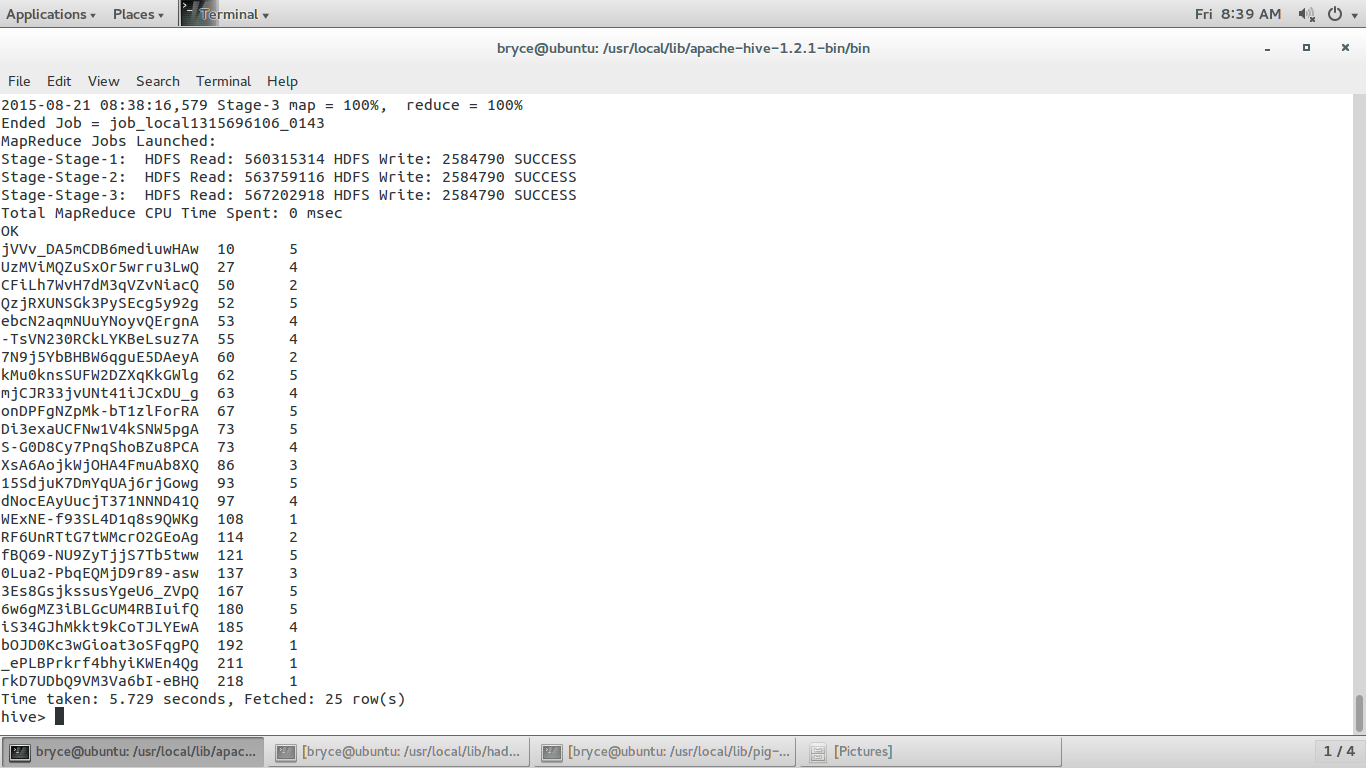 Applications Places Terminal Fri 8:39 AM
bryce@ubuntu: /usr/local/lib/apache-hive-1.2.1-bin/bin
File Edit View Search Terminal Help
2015-08-21 08:38:16,579 Stage-3 map = 100%,  reduce = 100%
Ended Job = job_local1315696106_0143
MapReduce Jobs Launched:
Stage-Stage-1:  HDFS Read: 560315314 HDFS Write: 2584790 SUCCESS
Stage-Stage-2:  HDFS Read: 563759116 HDFS Write: 2584790 SUCCESS
Stage-Stage-3:  HDFS Read: 567202918 HDFS Write: 2584790 SUCCESS
Total MapReduce CPU Time Spent: 0 msec
OK
jVVv_DA5mCDB6mediuwHAw  10      5
UzMViMQZuSxOr5wrru3LwQ  27      4
CFiLh7WvH7dM3qVZvNiacQ  50      2
QzjRXUNSGk3PySEcg5y92g  52      5
ebcN2aqmNUuYNoyvQErgnA  53      4
-TsVN230RCkLYKBeLsuz7A  55      4
7N9j5YbBHBW6qguE5DAeyA  60      2
kMu0knsSUFW2DZXqKkGWlg  62      5
mjCJR33jvUNt41iJCxDU_g  63      4
onDPFgNZpMk-bT1zlForRA  67      5
Di3exaUCFNw1V4kSNW5pgA  73      5
S-G0D8Cy7PnqShoBZu8PCA  73      4
XsA6AojkWjOHA4FmuAb8XQ  86      3
15SdjuK7DmYqUAj6rjGowg  93      5
dNocEAyUucjT371NNND41Q  97      4
WExNE-f93SL4D1q8s9QWKg  108     1
RF6UnRTtG7tWMcrO2GEoAg  114     2
fBQ69-NU9ZyTjjS7Tb5tww  121     5
0Lua2-PbqEQMjD9r89-asw  137     3
3Es8GsjkssusYgeU6_ZVpQ  167     5
6w6gMZ3iBLGcUM4RBIuifQ  180     5
iS34GJhMkkt9kCoTJLYEwA  185     4
bOJD0Kc3wGioat3oSFqgPQ  192     1
_ePLBPrkrf4bhyiKWEn4Qg  211     1
rkD7UDbQ9VM3Va6bI-eBHQ  218     1
Time taken: 5.729 seconds, Fetched: 25 row(s)
hive>
bryce@ubuntu: /usr/local/lib/apac... [bryce@ubuntu: /usr/local/lib/had... [bryce@ubuntu: /usr/local/lib/pig-... [Pictures] 1 / 4